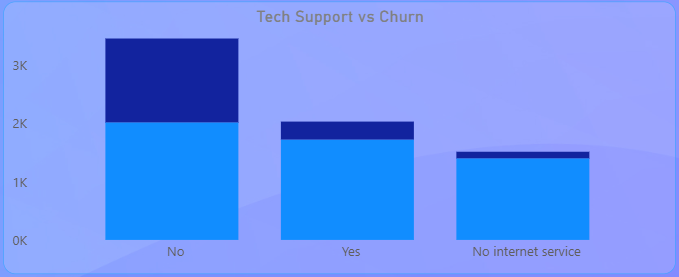 Tech Support vs Churn
3K
2K
1K
0K
No
Yes
No internet service